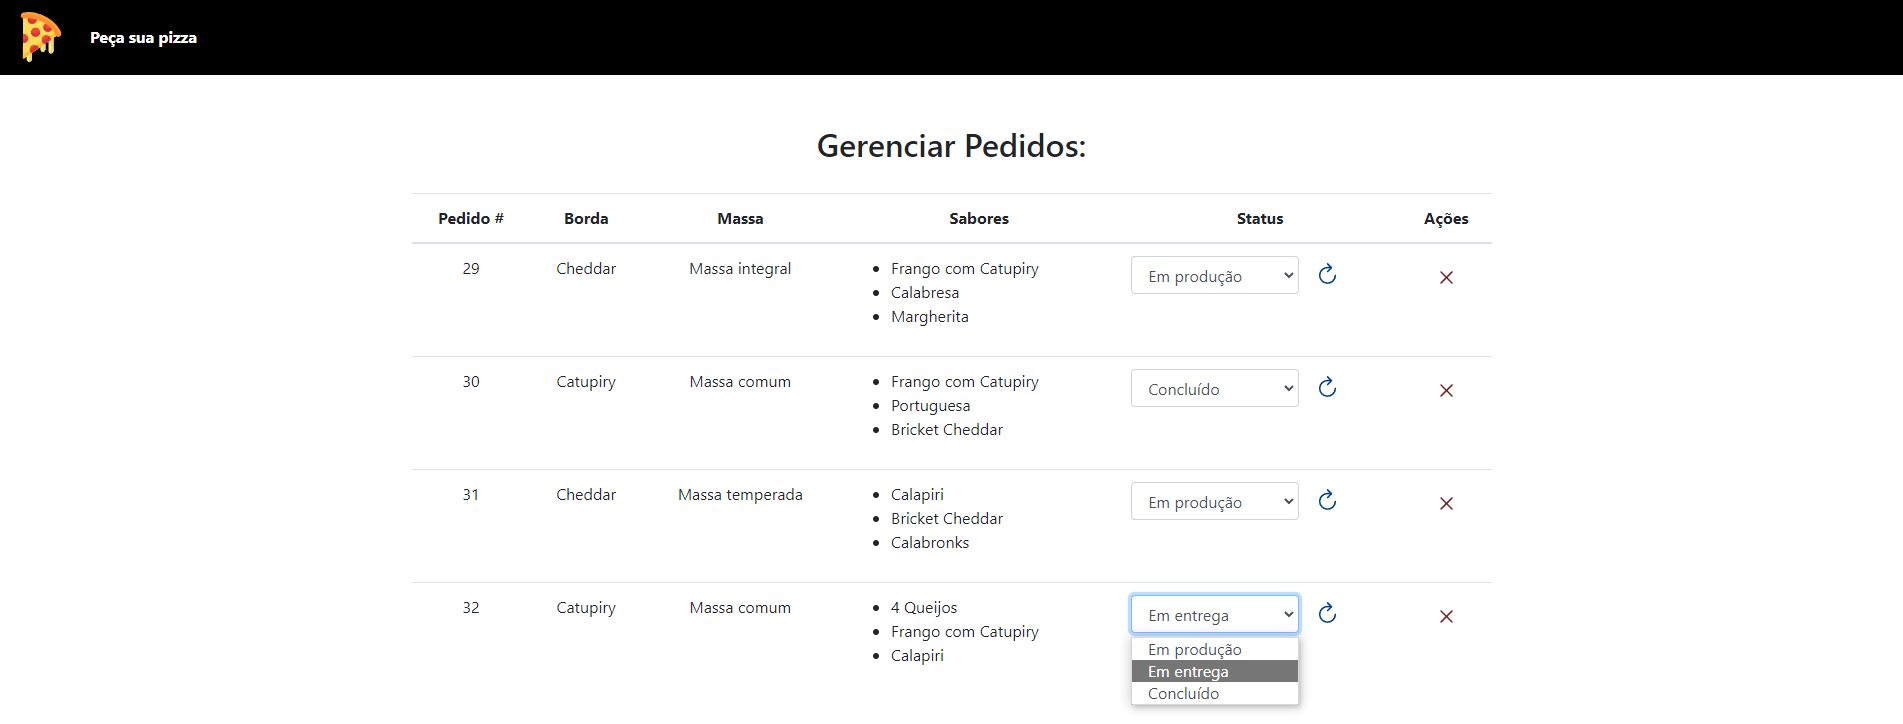 Peça sua pizza
Gerenciar Pedidos:
Pedido # Borda Massa Sabores Status Ações
29 Cheddar Massa integral Frango com Catupiry Em produção
Calabresa
Margherita
30 Catupiry Massa comum Frango com Catupiry Concluído
Portuguesa
Bricket Cheddar
31 Cheddar Massa temperada Calapiri Em produção
Bricket Cheddar
Calabronks
32 Catupiry Massa comum 4 Queijos Em entrega
Frango com Catupiry
Calapiri
Em produção
Em entrega
Concluído